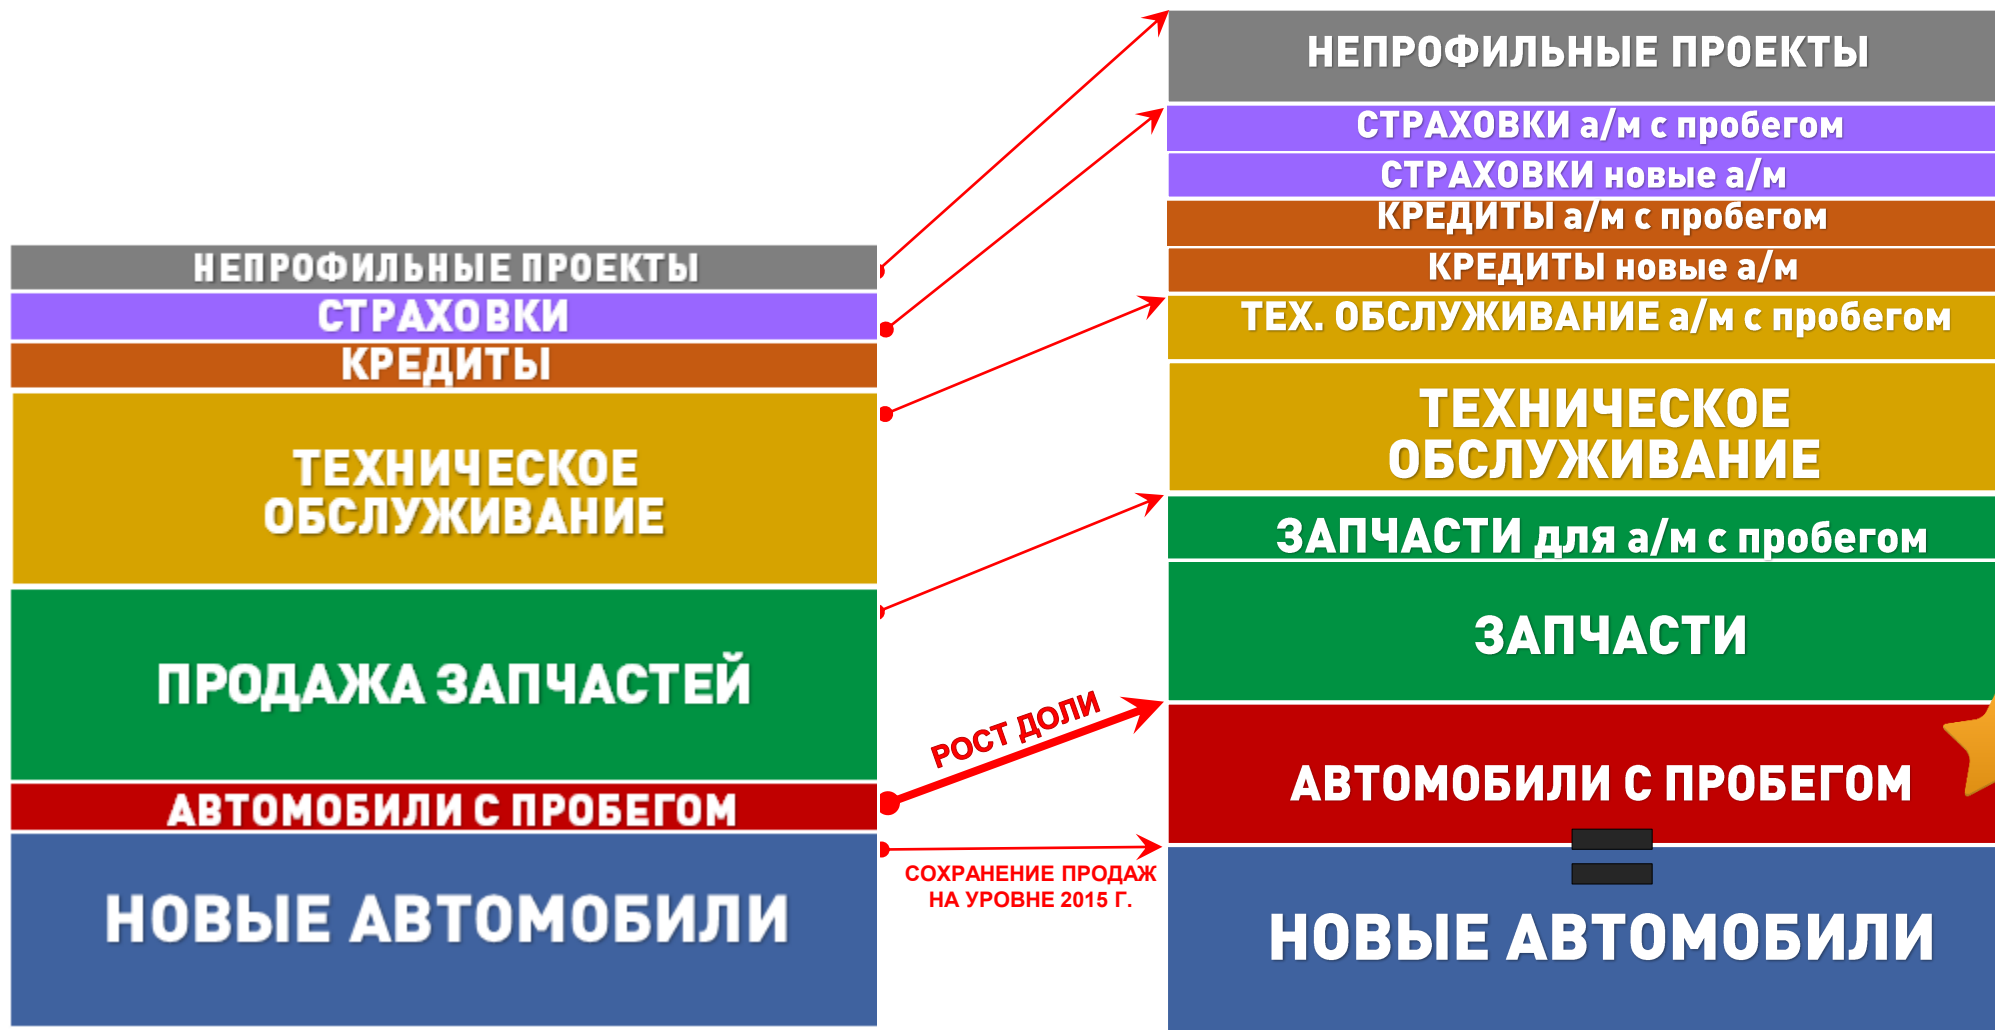 НЕПРОФИЛЬНЫЕ ПРОЕКТЫ
СТРАХОВКИ
КРЕДИТЫ
ТЕХНИЧЕСКОЕ
ОБСЛУЖИВАНИЕ
ПРОДАЖА ЗАПЧАСТЕЙ
АВТОМОБИЛИ С ПРОБЕГОМ
НОВЫЕ АВТОМОБИЛИ
РОСТ ДОЛИ
СОХРАНЕНИЕ ПРОДАЖ
НА УРОВНЕ 2015 Г.
НЕПРОФИЛЬНЫЕ ПРОЕКТЫ
СТРАХОВКИ а/м с пробегом
СТРАХОВКИ новые а/м
КРЕДИТЫ а/м с пробегом
КРЕДИТЫ новые а/м
ТЕХ. ОБСЛУЖИВАНИЕ а/м с пробегом
ТЕХНИЧЕСКОЕ
ОБСЛУЖИВАНИЕ
ЗАПЧАСТИ для а/м с пробегом
ЗАПЧАСТИ
АВТОМОБИЛИ С ПРОБЕГОМ
НОВЫЕ АВТОМОБИЛИ